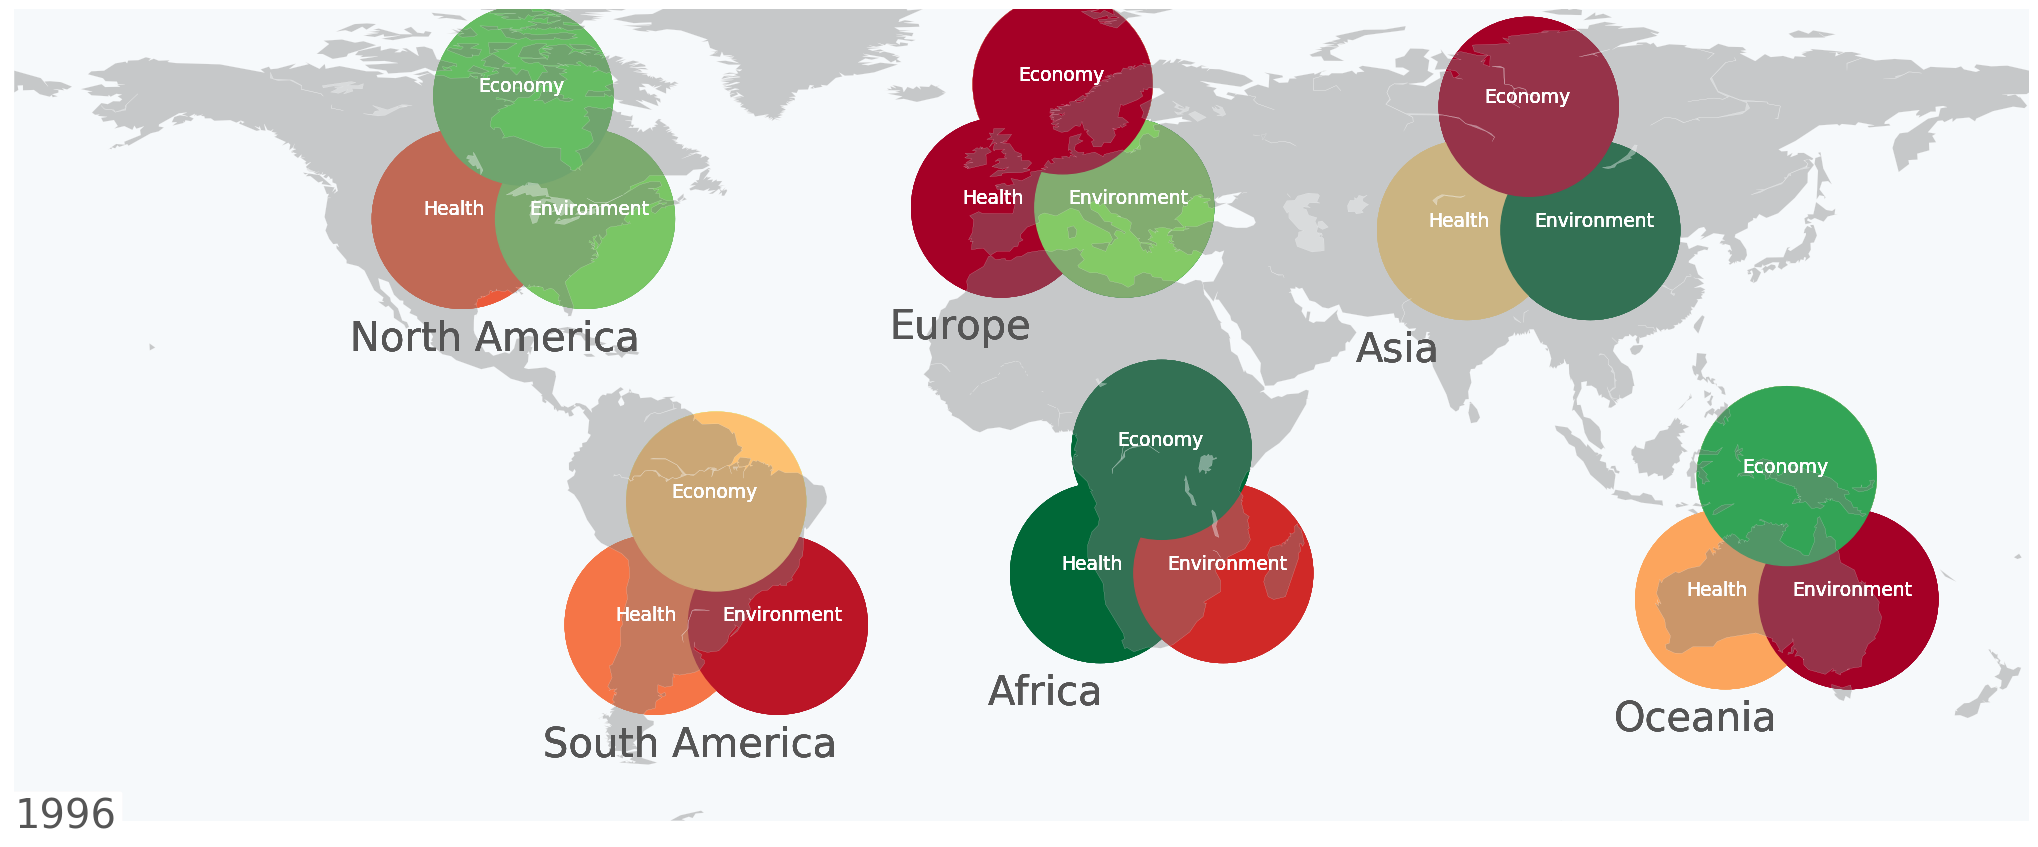 Economy
Health
Environment
North America
Economy
Health
Environment
Europe
Economy
Health
Environment
Asia
Economy
Health
Environment
South America
Economy
Health
Environment
Africa
Economy
Health
Environment
Oceania
1996